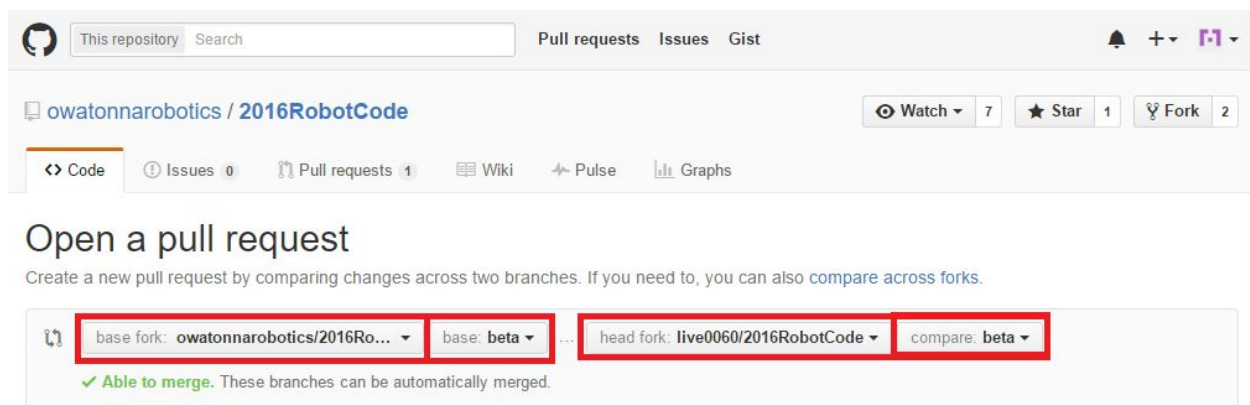 This repository Search Pull requests Issues Gist
owatonnarobotics / 2016RobotCode Watch 7 Star 1 Fork 2
<> Code Issues 0 Pull requests 1 Wiki Pulse Graphs
Open a pull request
Create a new pull request by comparing changes across two branches. If you need to, you can also compare across forks.
base fork: owatonnarobotics/2016Ro... base: beta ... head fork: live0060/2016RobotCode compare: beta
Able to merge. These branches can be automatically merged.